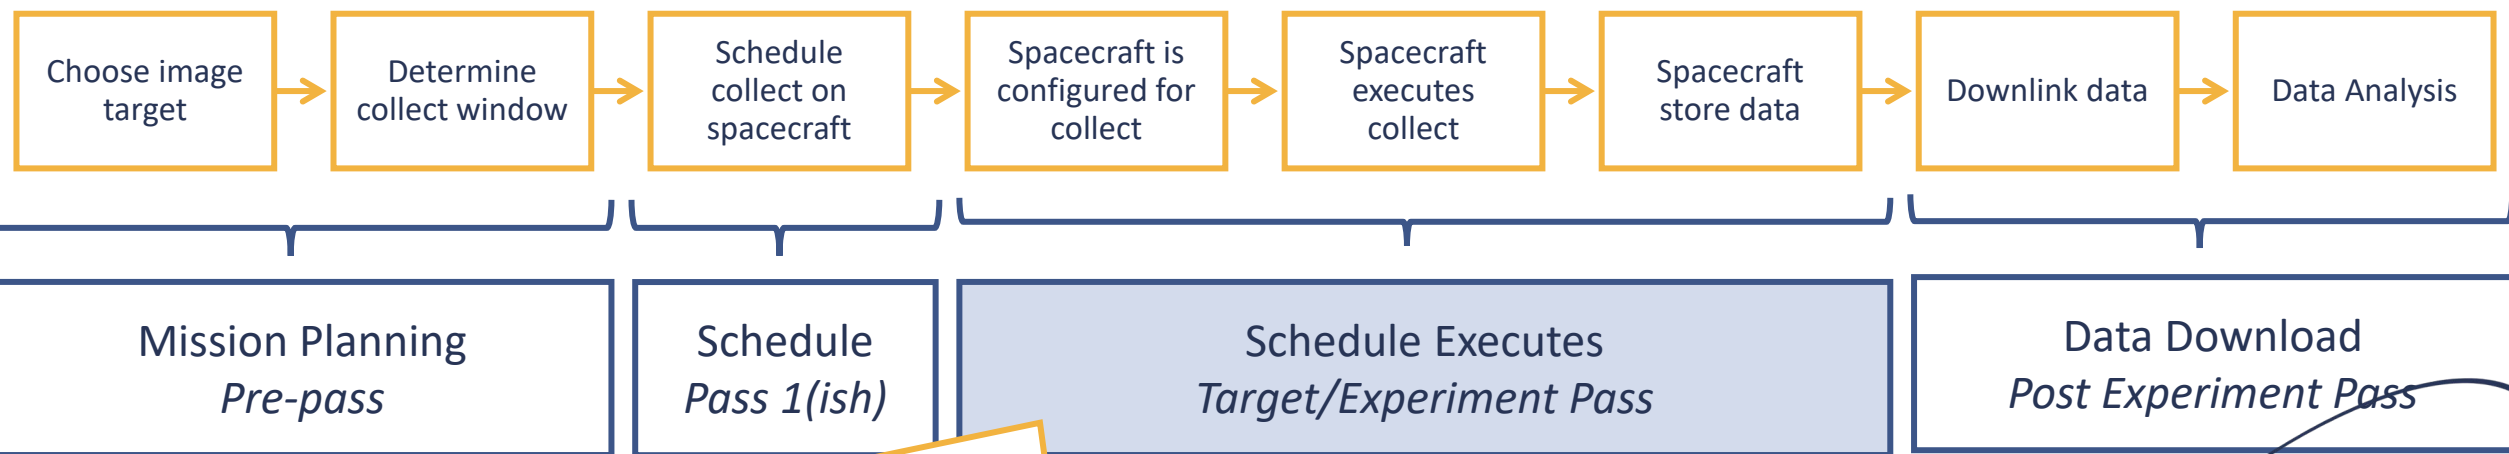 Choose image
target
Determine
collect window
Schedule
collect on
spacecraft
Spacecraft is
configured for
collect
Spacecraft
executes
collect
Spacecraft
store data
Downlink data
Data Analysis
Mission Planning
Pre-pass
Schedule
Pass 1(ish)
Schedule Executes
Target/Experiment Pass
Data Download
Post Experiment Pass